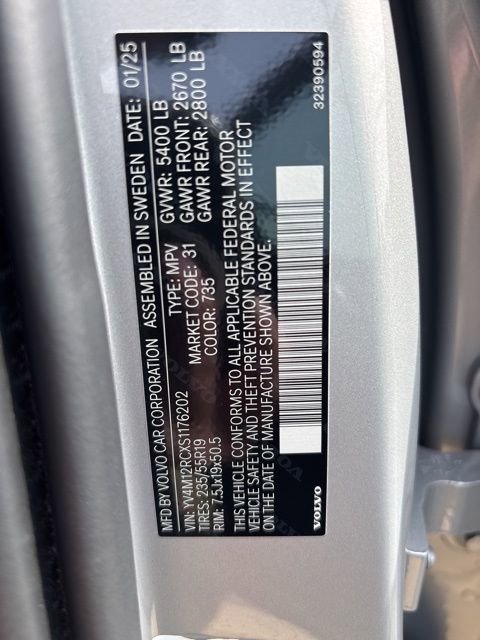 MFD BY VOLVO CAR CORPORATION ASSEMBLED IN SWEDEN DATE: 01/25
VIN: YV4M12RCXS1176202 TYPE: MPV GVWR: 5400 LB
TIRES: 235/55R19 MARKET CODE: 31 GAWR FRONT: 2670 LB
RIM: 7.5Jx19x50.5 COLOR: 735 GAWR REAR: 2800 LB
THIS VEHICLE CONFORMS TO ALL APPLICABLE FEDERAL MOTOR
VEHICLE SAFETY AND THEFT PREVENTION STANDARDS IN EFFECT
ON THE DATE OF MANUFACTURE SHOWN ABOVE.
VOLVO 32390594